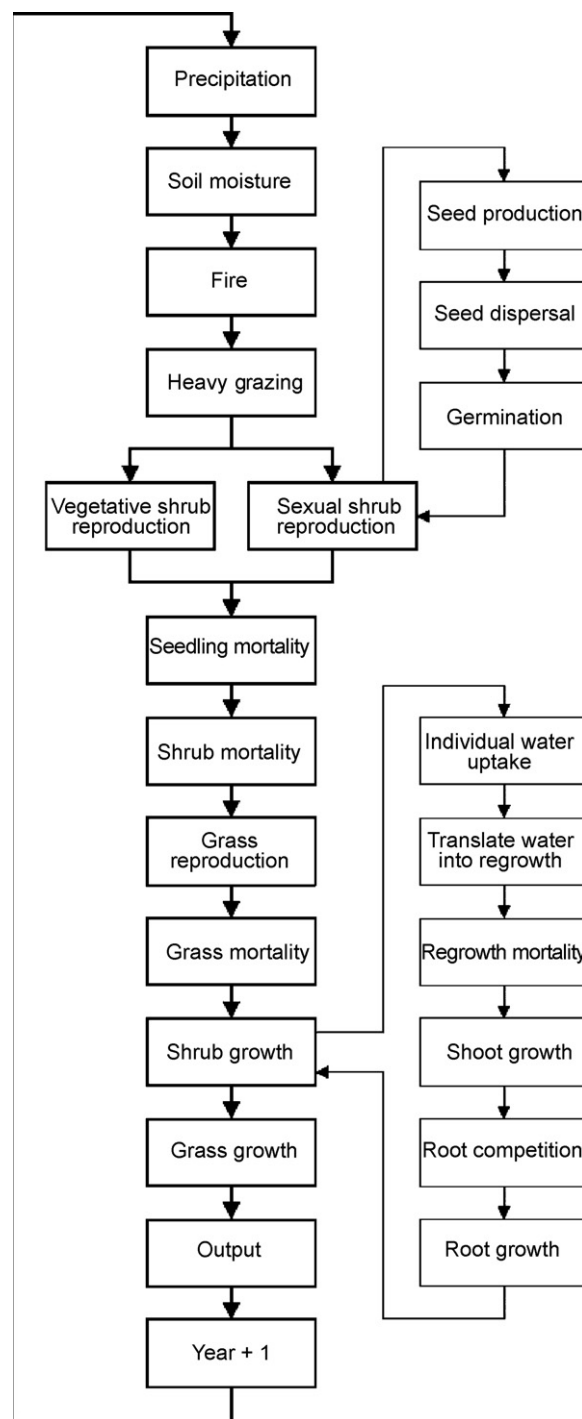 Precipitation
Soil moisture
Fire
Heavy grazing
Vegetative shrub
reproduction
Sexual shrub
reproduction
Seed production
Seed dispersal
Germination
Seedling mortality
Shrub mortality
Grass
reproduction
Grass mortality
Shrub growth
Individual water
uptake
Translate water
into regrowth
Regrowth mortality
Shoot growth
Root competition
Root growth
Grass growth
Output
Year + 1